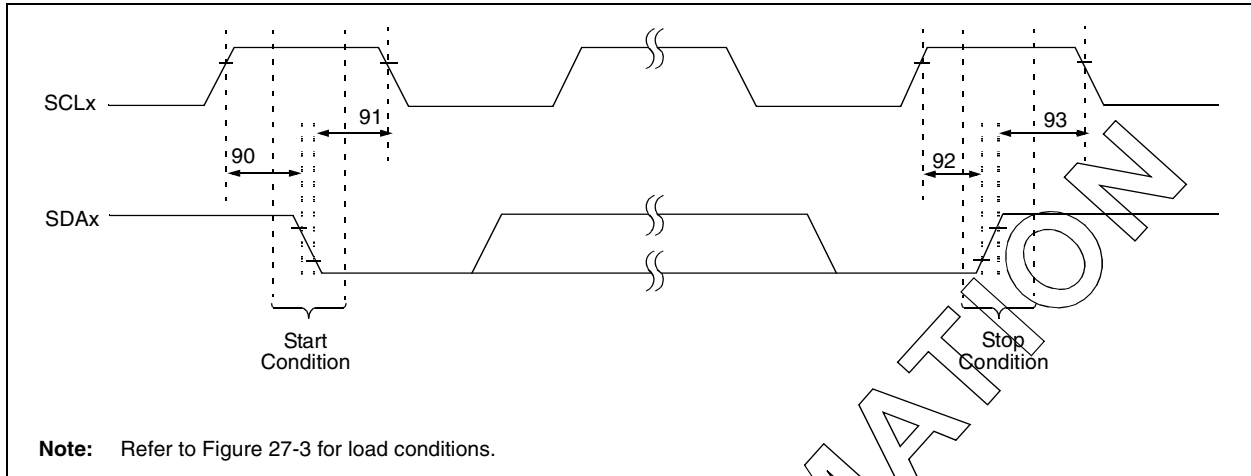 SCLx
91
93
90
92
SDAx
Start
Condition
Stop
Condition
Note: Refer to Figure 27-3 for load conditions.
MATION